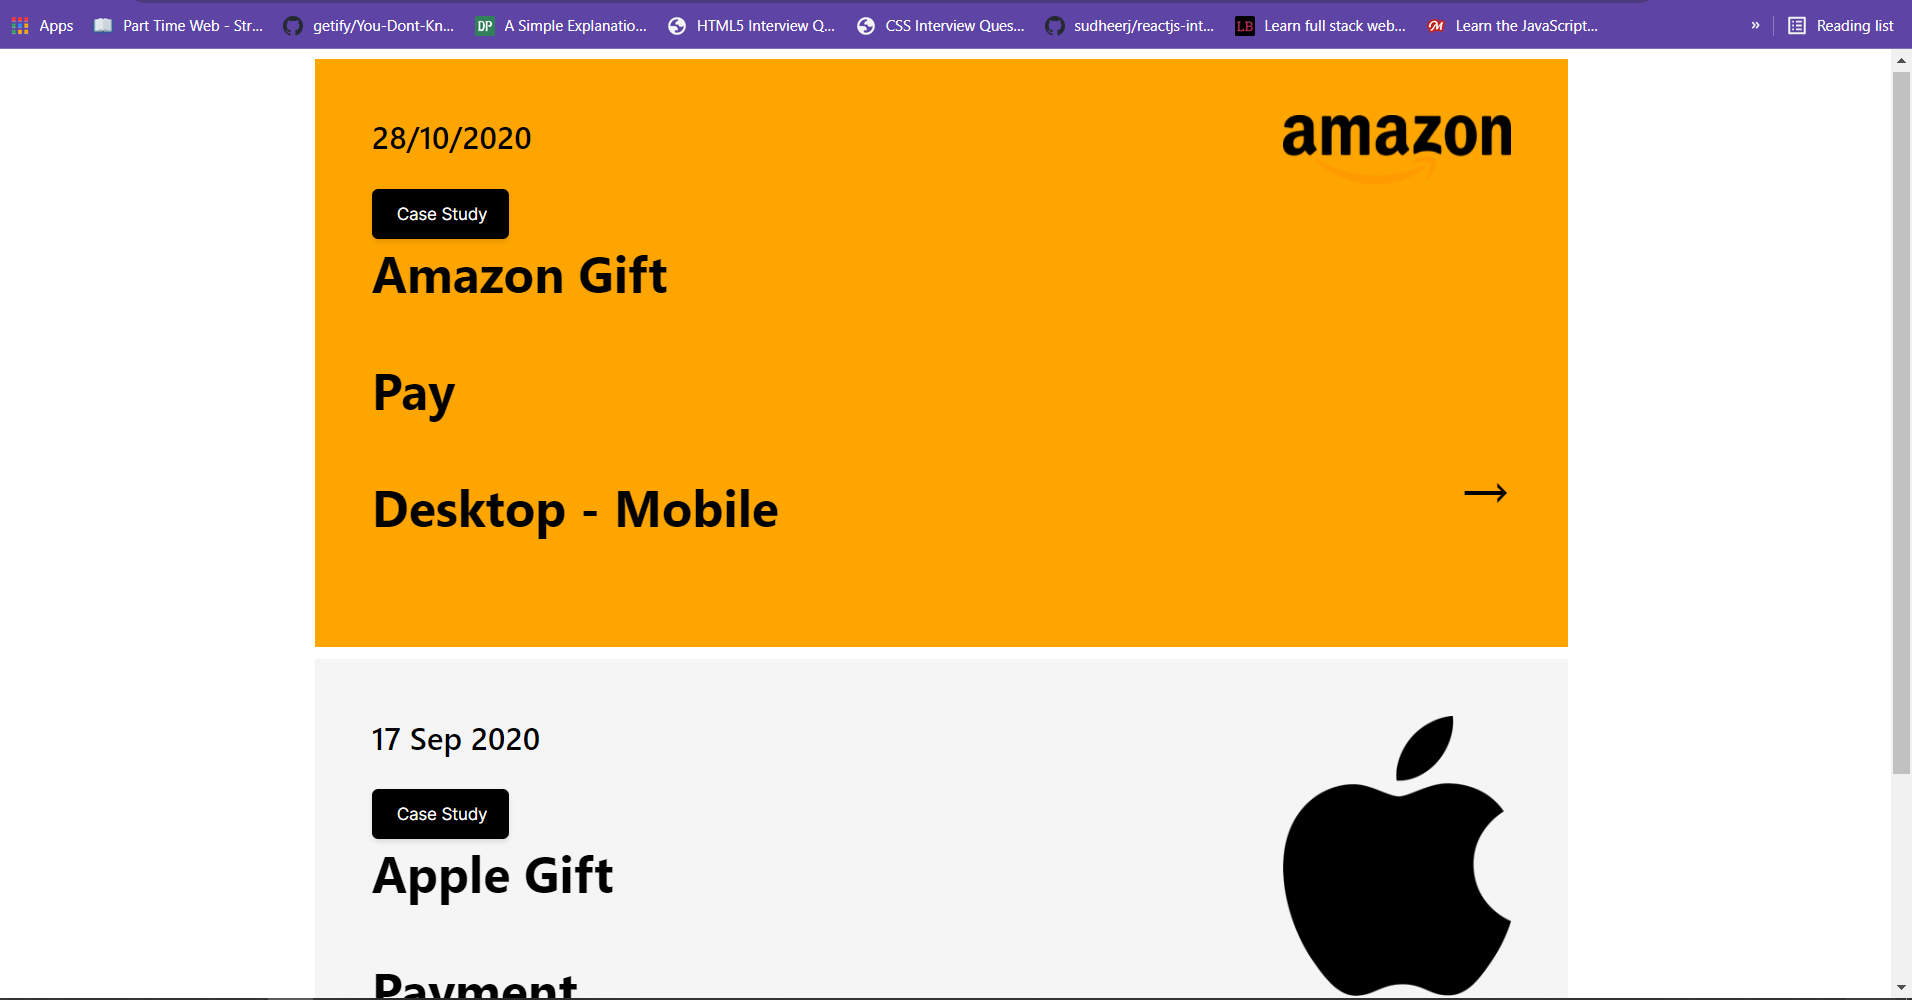 Apps Part Time Web - Str... getify/You-Dont-Kn... DP A Simple Explanatio... HTML5 Interview Q... CSS Interview Ques... sudheerj/reactjs-int... LB Learn full stack web... Learn the JavaScript... » Reading list
28/10/2020
amazon
Case Study
Amazon Gift
Pay
Desktop - Mobile
→
17 Sep 2020
Case Study
Apple Gift
Payment